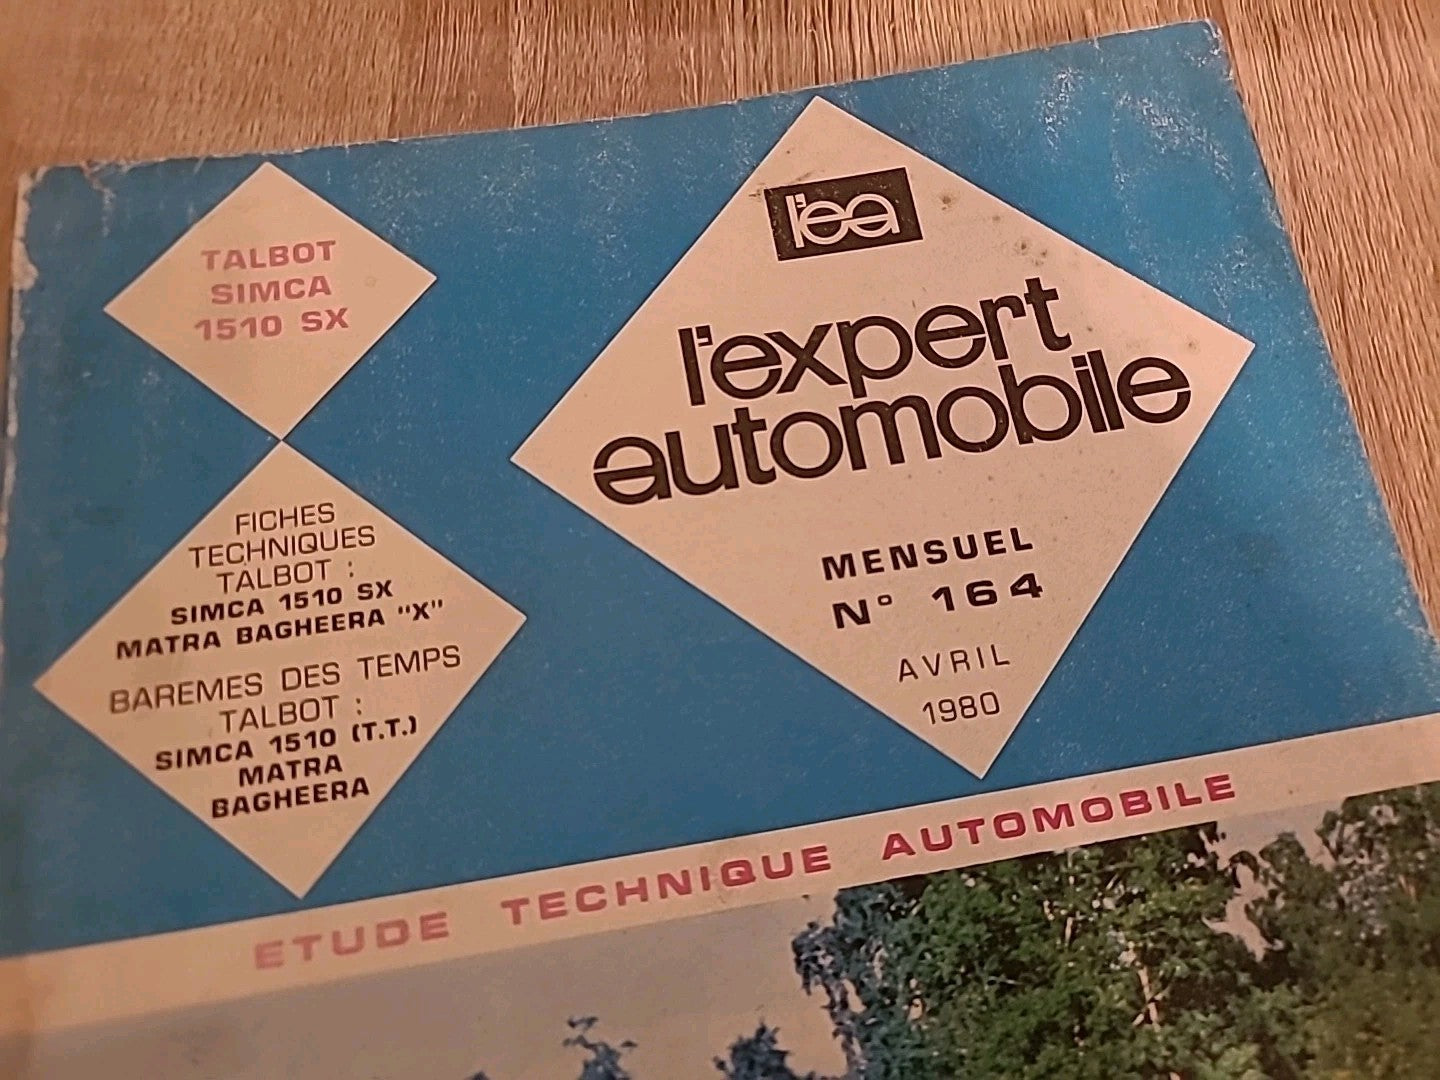 TALBOT
SIMCA
1510 SX
l'ea
l'expert
automobile
MENSUEL
N° 164
AVRIL
1980
FICHES
TECHNIQUES
TALBOT :
SIMCA 1510 SX
MATRA BAGHEERA "X"
BAREMES DES TEMPS
TALBOT :
SIMCA 1510 (T.T.)
MATRA
BAGHEERA
ETUDE TECHNIQUE AUTOMOBILE